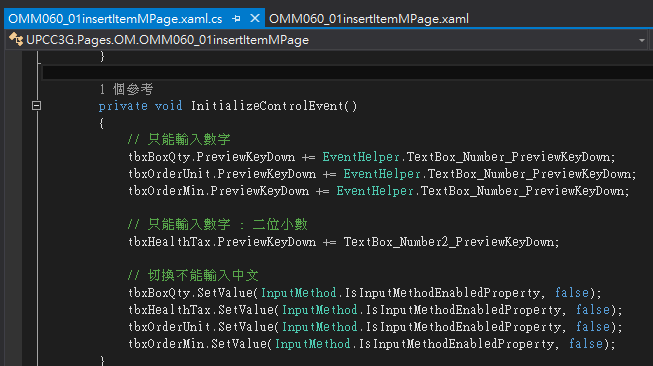 OMM060_01insertItemMPage.xaml.cs OMM060_01insertItemMPage.xaml
UPCC3G.Pages.OM.OMM060_01insertItemMPage
}
1 個參考
private void InitializeControlEvent()
{
// 只能輸入數字
tbxBoxQty.PreviewKeyDown += EventHelper.TextBox_Number_PreviewKeyDown;
tbxOrderUnit.PreviewKeyDown += EventHelper.TextBox_Number_PreviewKeyDown;
tbxOrderMin.PreviewKeyDown += EventHelper.TextBox_Number_PreviewKeyDown;
// 只能輸入數字 : 二位小數
tbxHealthTax.PreviewKeyDown += TextBox_Number2_PreviewKeyDown;
// 切換不能輸入中文
tbxBoxQty.SetValue(InputMethod.IsInputMethodEnabledProperty, false);
tbxHealthTax.SetValue(InputMethod.IsInputMethodEnabledProperty, false);
tbxOrderUnit.SetValue(InputMethod.IsInputMethodEnabledProperty, false);
tbxOrderMin.SetValue(InputMethod.IsInputMethodEnabledProperty, false);
}